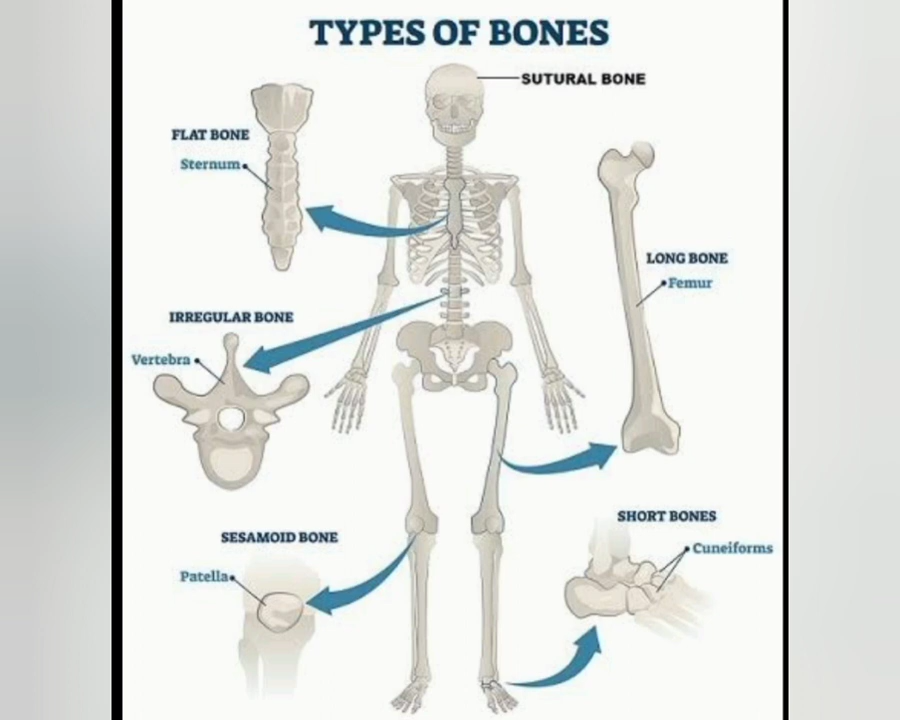 TYPES OF BONES
SUTURAL BONE
FLAT BONE
Sternum
LONG BONE
Femur
IRREGULAR BONE
Vertebra
SHORT BONES
Cuneiforms
SESAMOID BONE
Patella